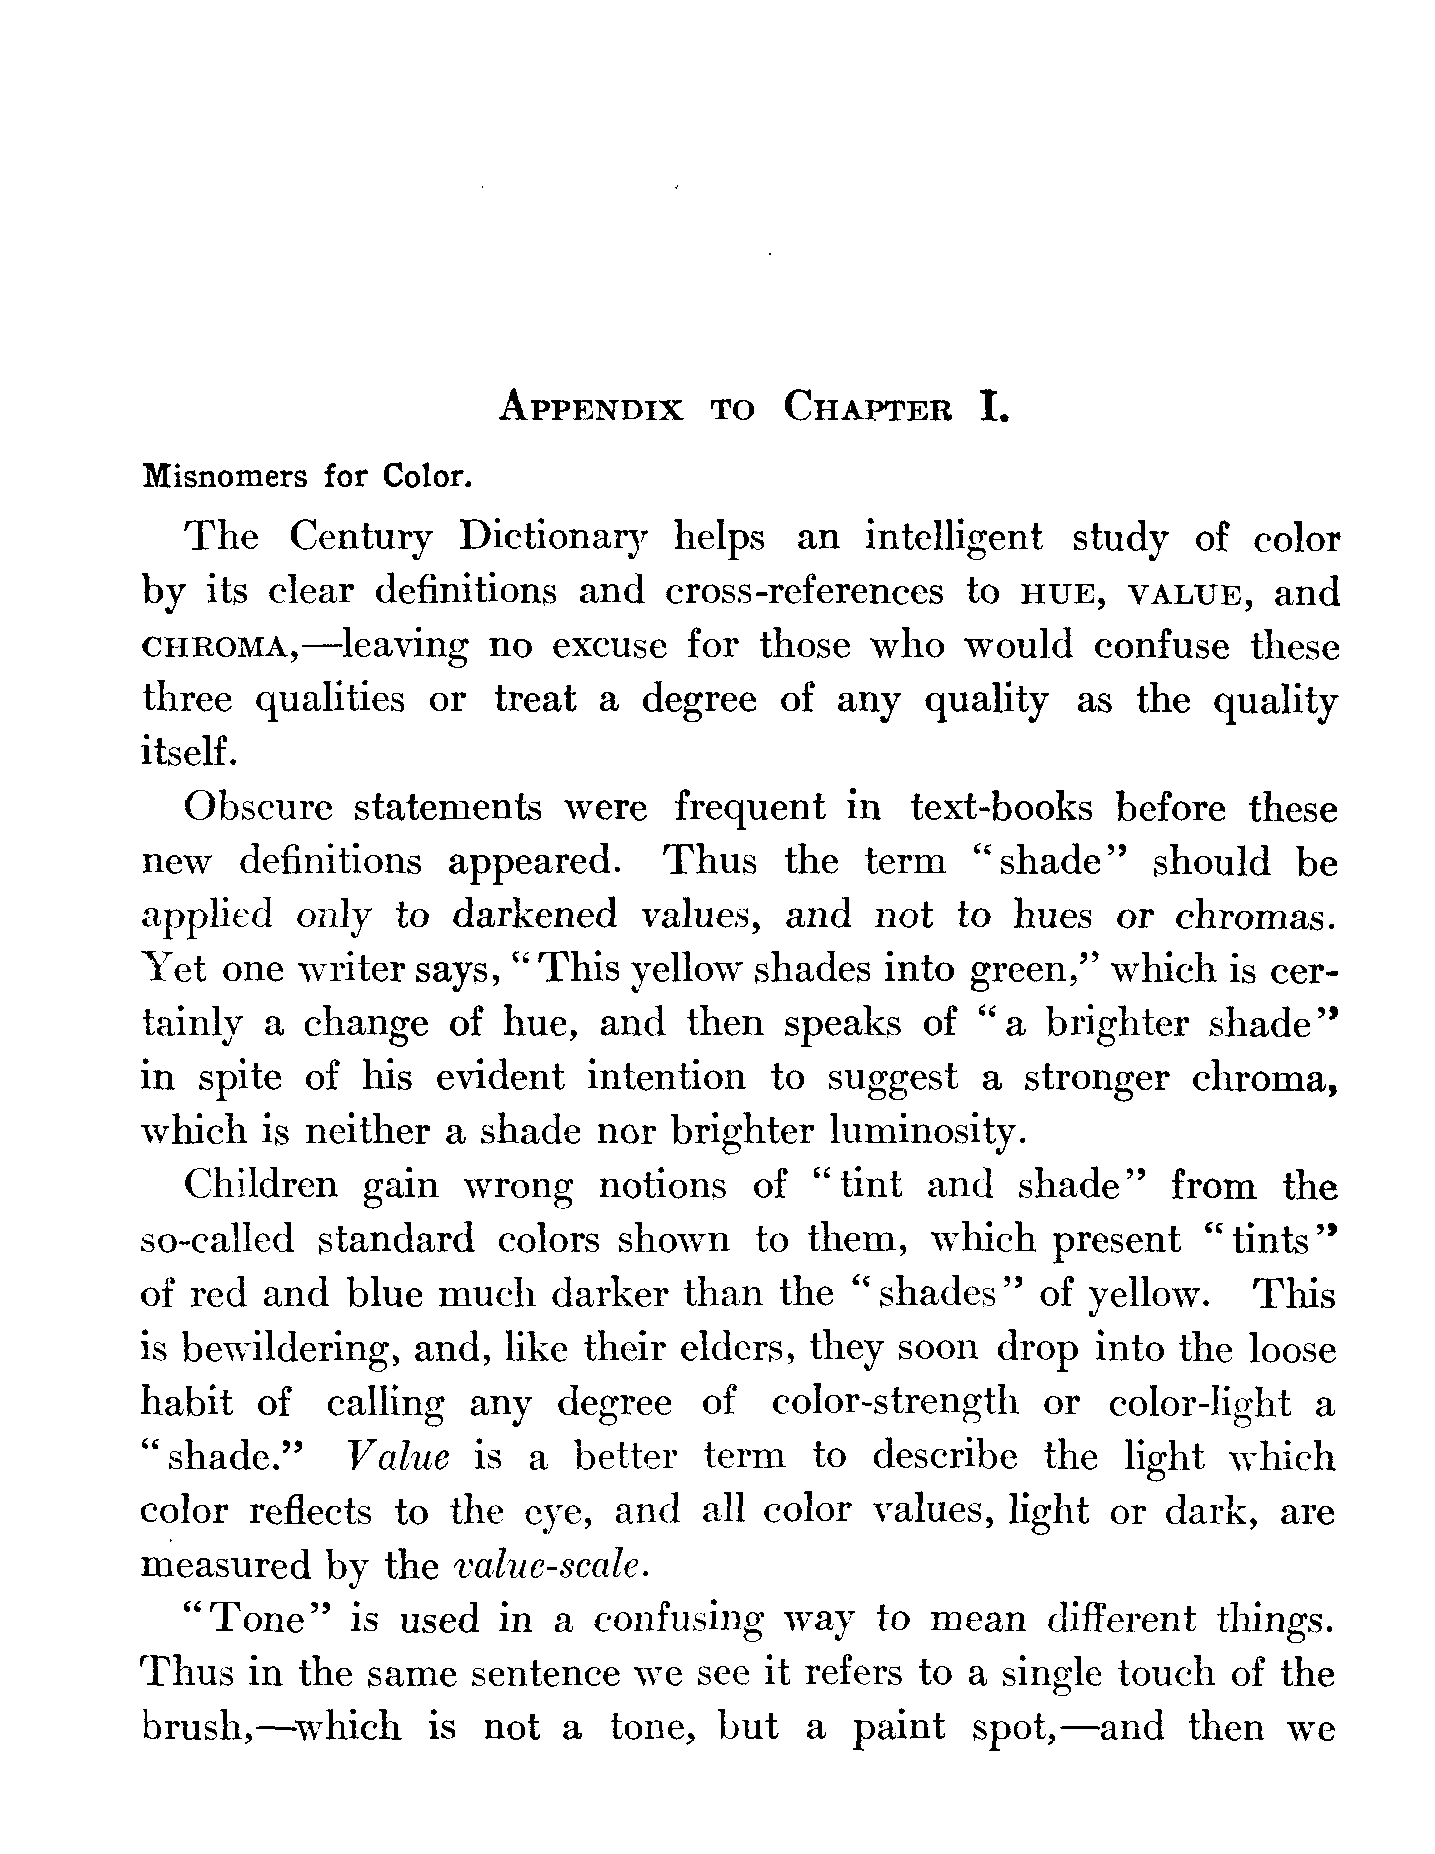 APPENDIX TO CHAPTER I.
Misnomers for Color.
The Century Dictionary helps an intelligent study of color
by its clear definitions and cross-references to HUE, VALUE, and
CHROMA,—leaving no excuse for those who would confuse these
three qualities or treat a degree of any quality as the quality
itself.
Obscure statements were frequent in text-books before these
new definitions appeared. Thus the term “shade” should be
applied only to darkened values, and not to hues or chromas.
Yet one writer says, “This yellow shades into green,” which is cer-
tainly a change of hue, and then speaks of “a brighter shade”
in spite of his evident intention to suggest a stronger chroma,
which is neither a shade nor brighter luminosity.
Children gain wrong notions of “tint and shade” from the
so-called standard colors shown to them, which present “tints”
of red and blue much darker than the “shades” of yellow. This
is bewildering, and, like their elders, they soon drop into the loose
habit of calling any degree of color-strength or color-light a
“shade.” Value is a better term to describe the light which
color reflects to the eye, and all color values, light or dark, are
measured by the value-scale.
“Tone” is used in a confusing way to mean different things.
Thus in the same sentence we see it refers to a single touch of the
brush,—which is not a tone, but a paint spot,—and then we